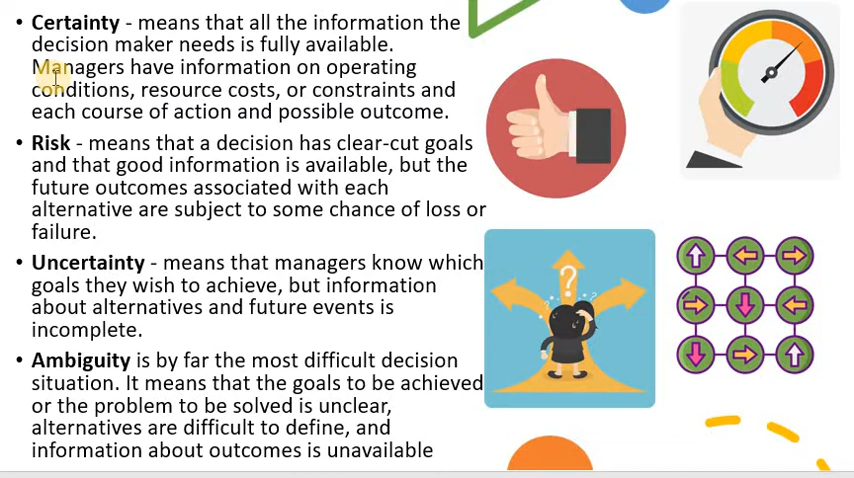 • Certainty - means that all the information the
decision maker needs is fully available.
Managers have information on operating
conditions, resource costs, or constraints and
each course of action and possible outcome.
• Risk - means that a decision has clear-cut goals
and that good information is available, but the
future outcomes associated with each
alternative are subject to some chance of loss or
failure.
• Uncertainty - means that managers know which
goals they wish to achieve, but information
about alternatives and future events is
incomplete.
• Ambiguity is by far the most difficult decision
situation. It means that the goals to be achieved
or the problem to be solved is unclear,
alternatives are difficult to define, and
information about outcomes is unavailable
?